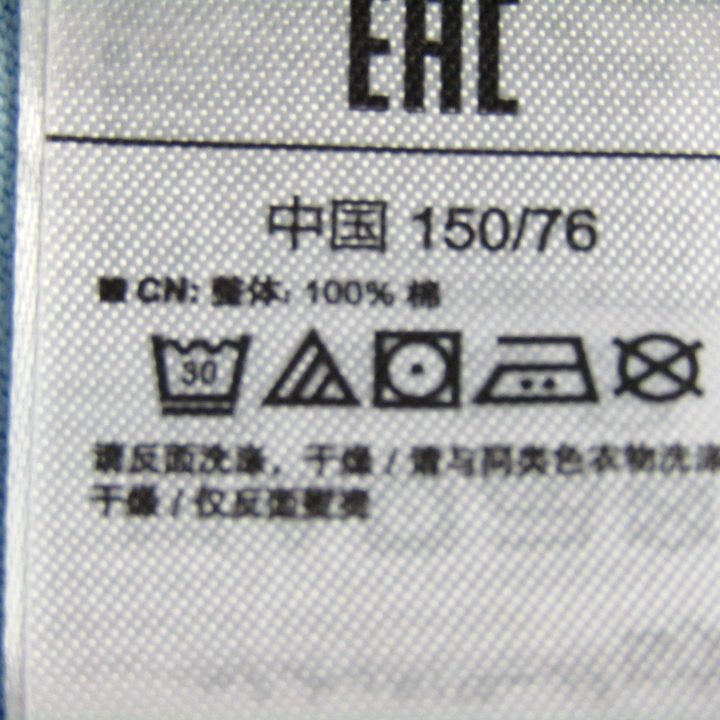 EAC
中国 150/76
CN: 整体: 100% 棉
30
请反面洗涤, 干燥 / 请与同类色衣物洗涤
干燥 / 仅反面熨烫